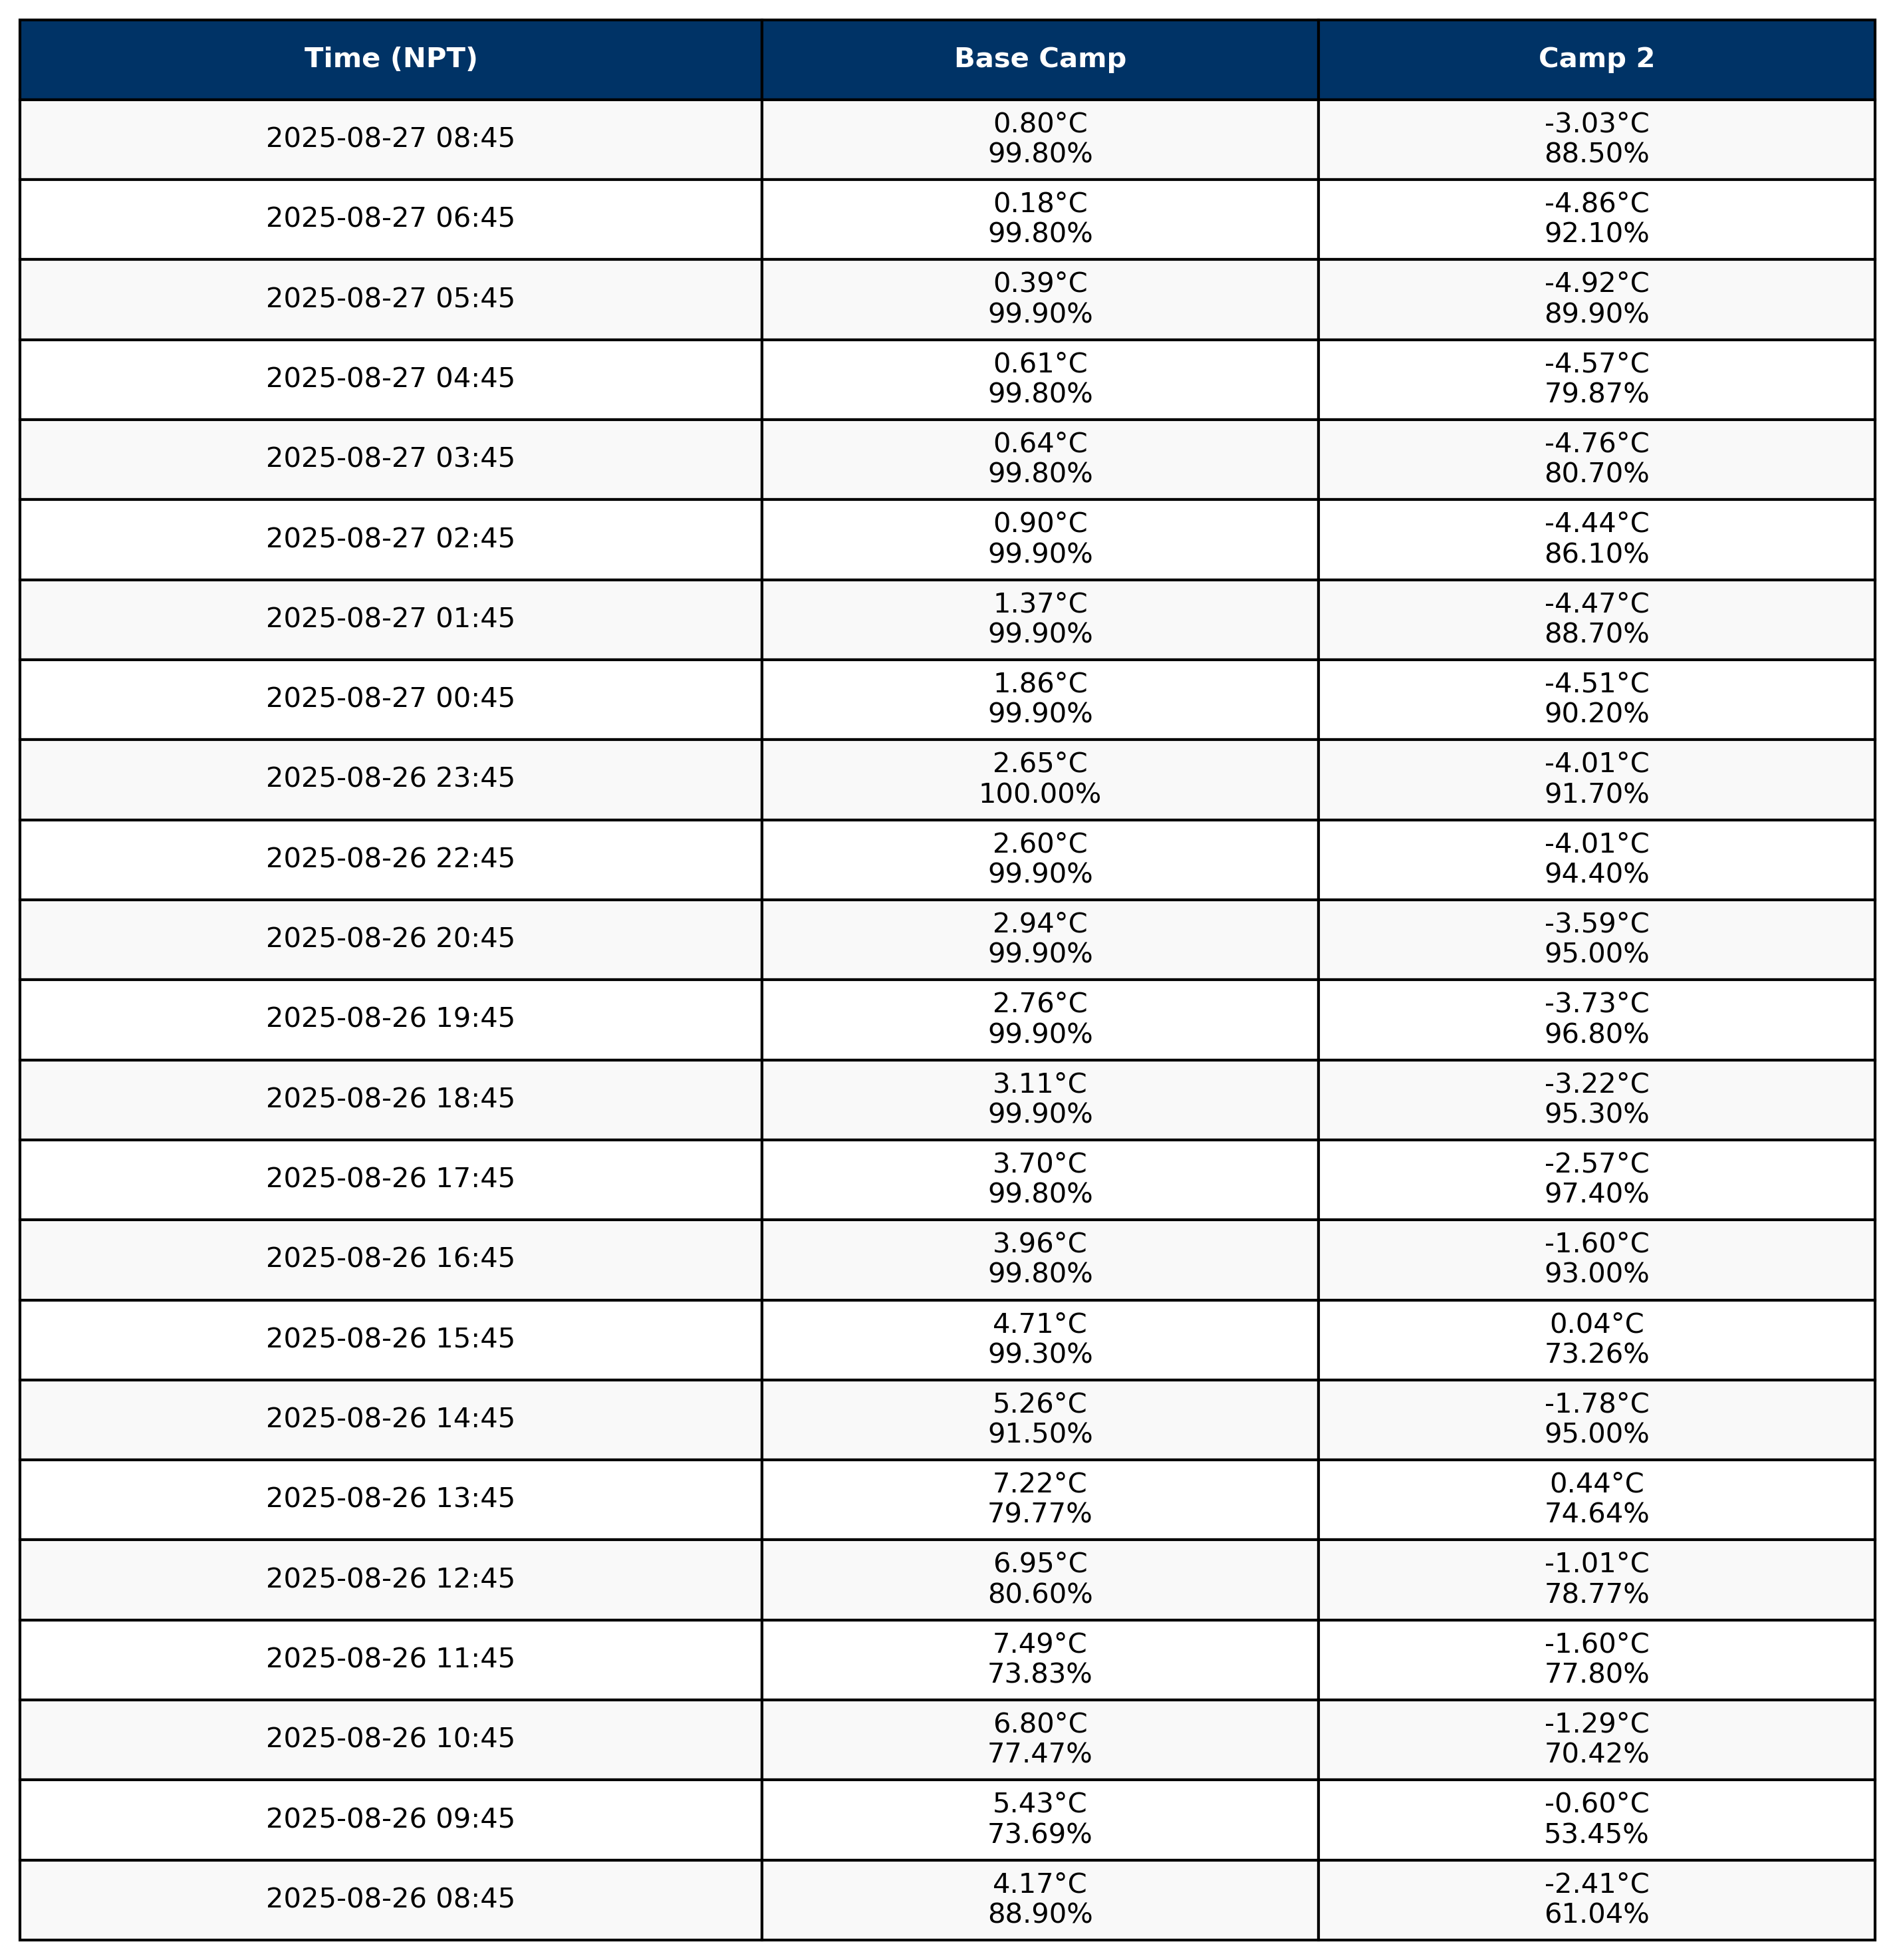 Time (NPT) Base Camp Camp 2
2025-08-27 08:45 0.80°C -3.03°C
99.80% 88.50%
2025-08-27 06:45 0.18°C -4.86°C
99.80% 92.10%
2025-08-27 05:45 0.39°C -4.92°C
99.90% 89.90%
2025-08-27 04:45 0.61°C -4.57°C
99.80% 79.87%
2025-08-27 03:45 0.64°C -4.76°C
99.80% 80.70%
2025-08-27 02:45 0.90°C -4.44°C
99.90% 86.10%
2025-08-27 01:45 1.37°C -4.47°C
99.90% 88.70%
2025-08-27 00:45 1.86°C -4.51°C
99.90% 90.20%
2025-08-26 23:45 2.65°C -4.01°C
100.00% 91.70%
2025-08-26 22:45 2.60°C -4.01°C
99.90% 94.40%
2025-08-26 20:45 2.94°C -3.59°C
99.90% 95.00%
2025-08-26 19:45 2.76°C -3.73°C
99.90% 96.80%
2025-08-26 18:45 3.11°C -3.22°C
99.90% 95.30%
2025-08-26 17:45 3.70°C -2.57°C
99.80% 97.40%
2025-08-26 16:45 3.96°C -1.60°C
99.80% 93.00%
2025-08-26 15:45 4.71°C 0.04°C
99.30% 73.26%
2025-08-26 14:45 5.26°C -1.78°C
91.50% 95.00%
2025-08-26 13:45 7.22°C 0.44°C
79.77% 74.64%
2025-08-26 12:45 6.95°C -1.01°C
80.60% 78.77%
2025-08-26 11:45 7.49°C -1.60°C
73.83% 77.80%
2025-08-26 10:45 6.80°C -1.29°C
77.47% 70.42%
2025-08-26 09:45 5.43°C -0.60°C
73.69% 53.45%
2025-08-26 08:45 4.17°C -2.41°C
88.90% 61.04%